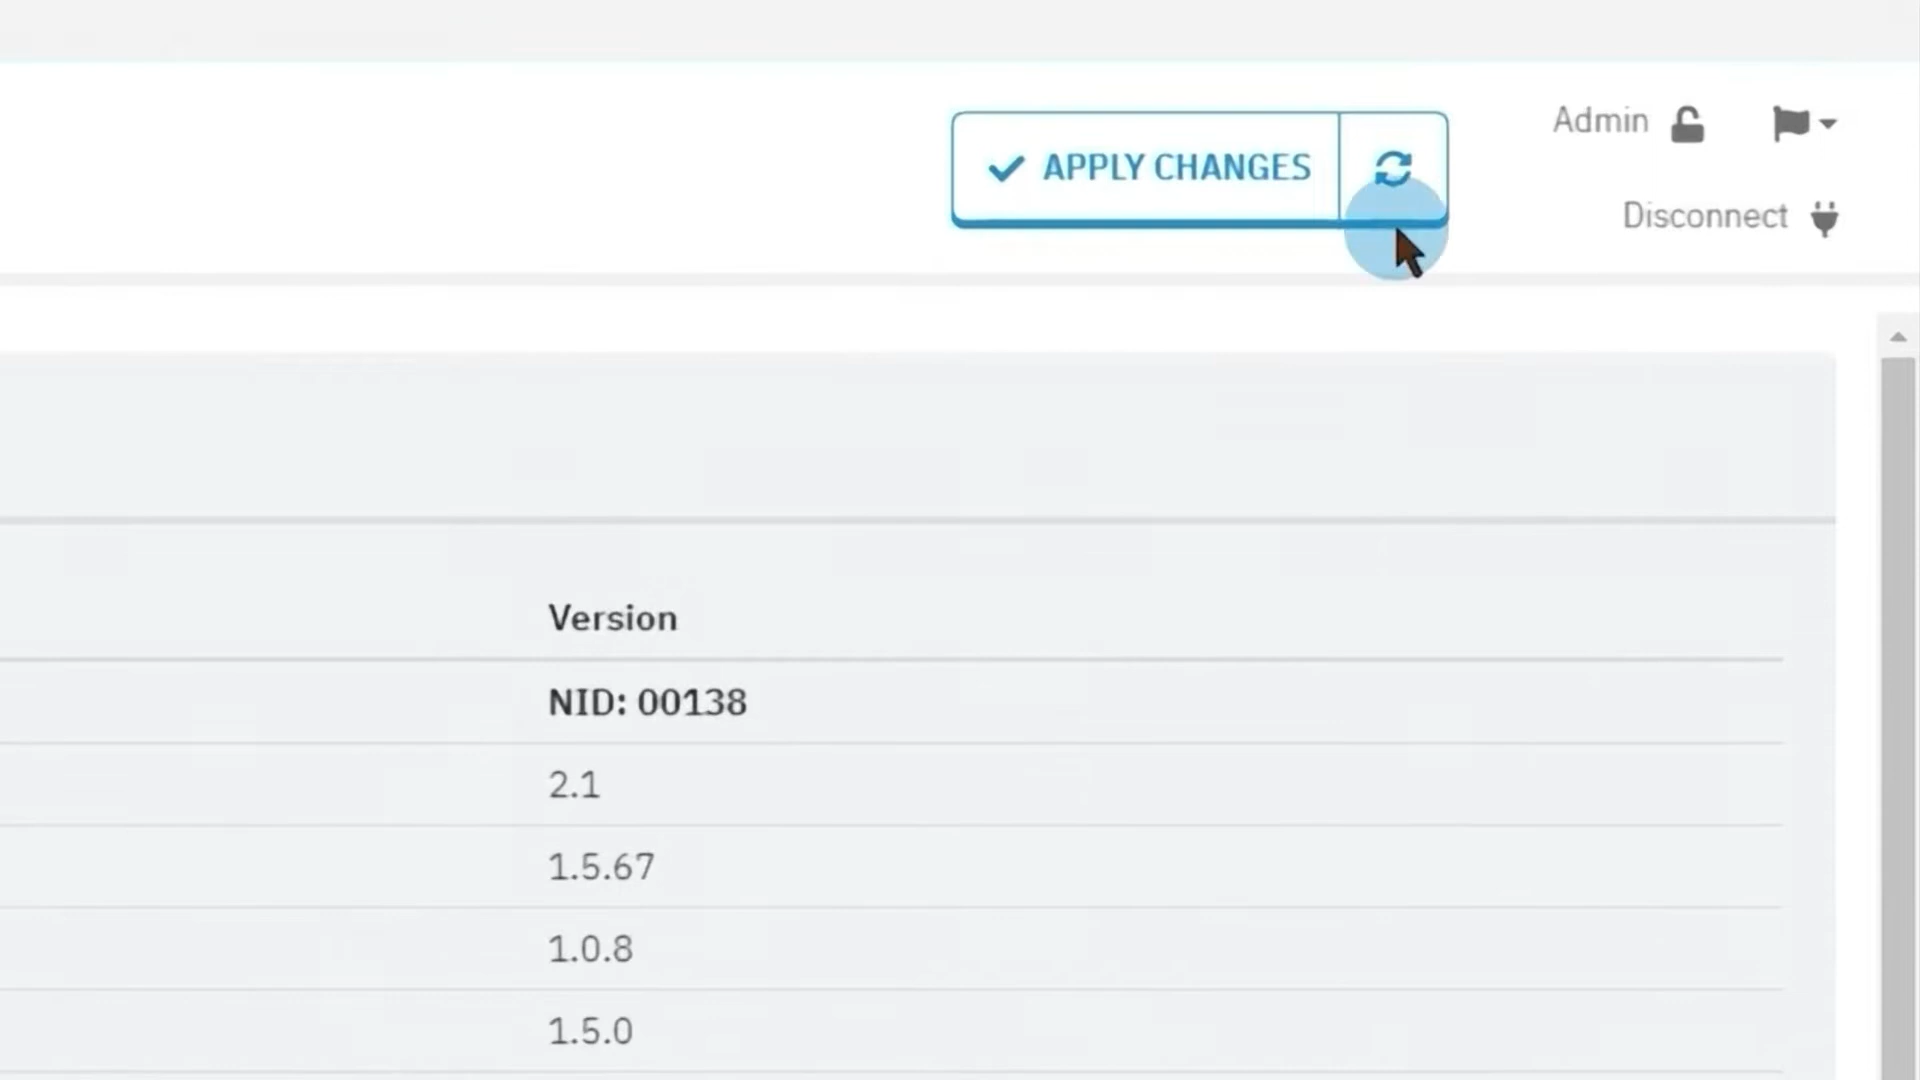 Admin
APPLY CHANGES
Disconnect
Version
NID: 00138
2.1
1.5.67
1.0.8
1.5.0